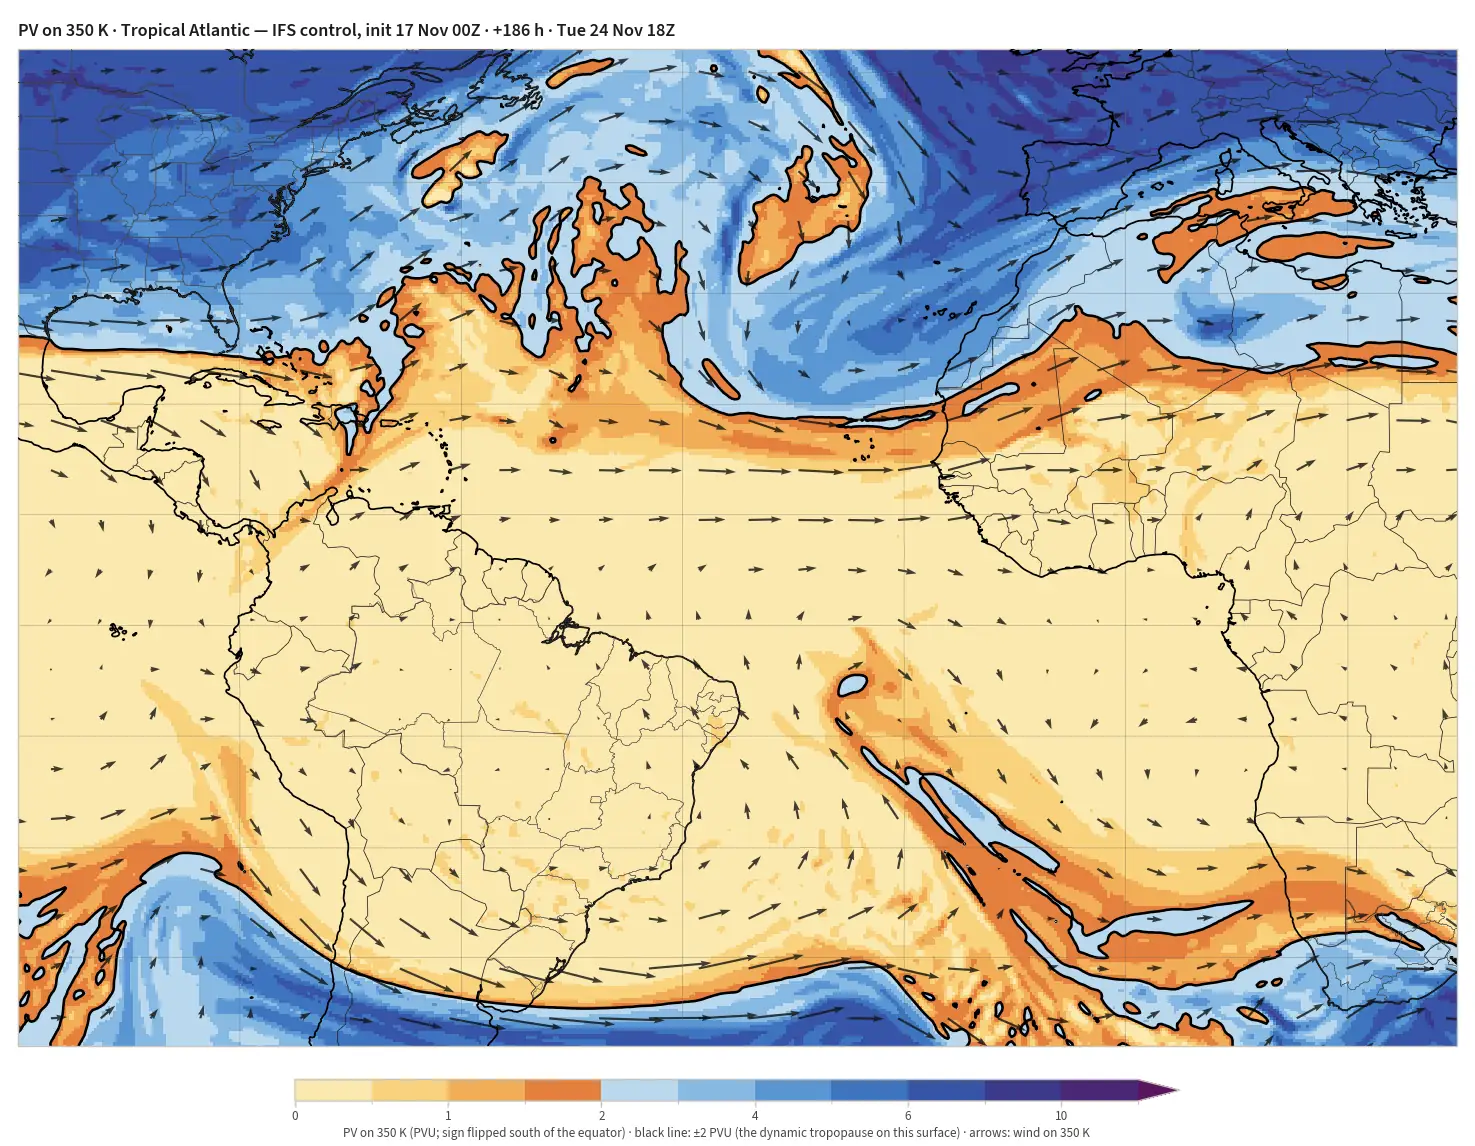 PV on 350 K · Tropical Atlantic — IFS control, init 17 Nov 00Z · +186 h · Tue 24 Nov 18Z
0 1 2 4 6 10
PV on 350 K (PVU; sign flipped south of the equator) · black line: ±2 PVU (the dynamic tropopause on this surface) · arrows: wind on 350 K